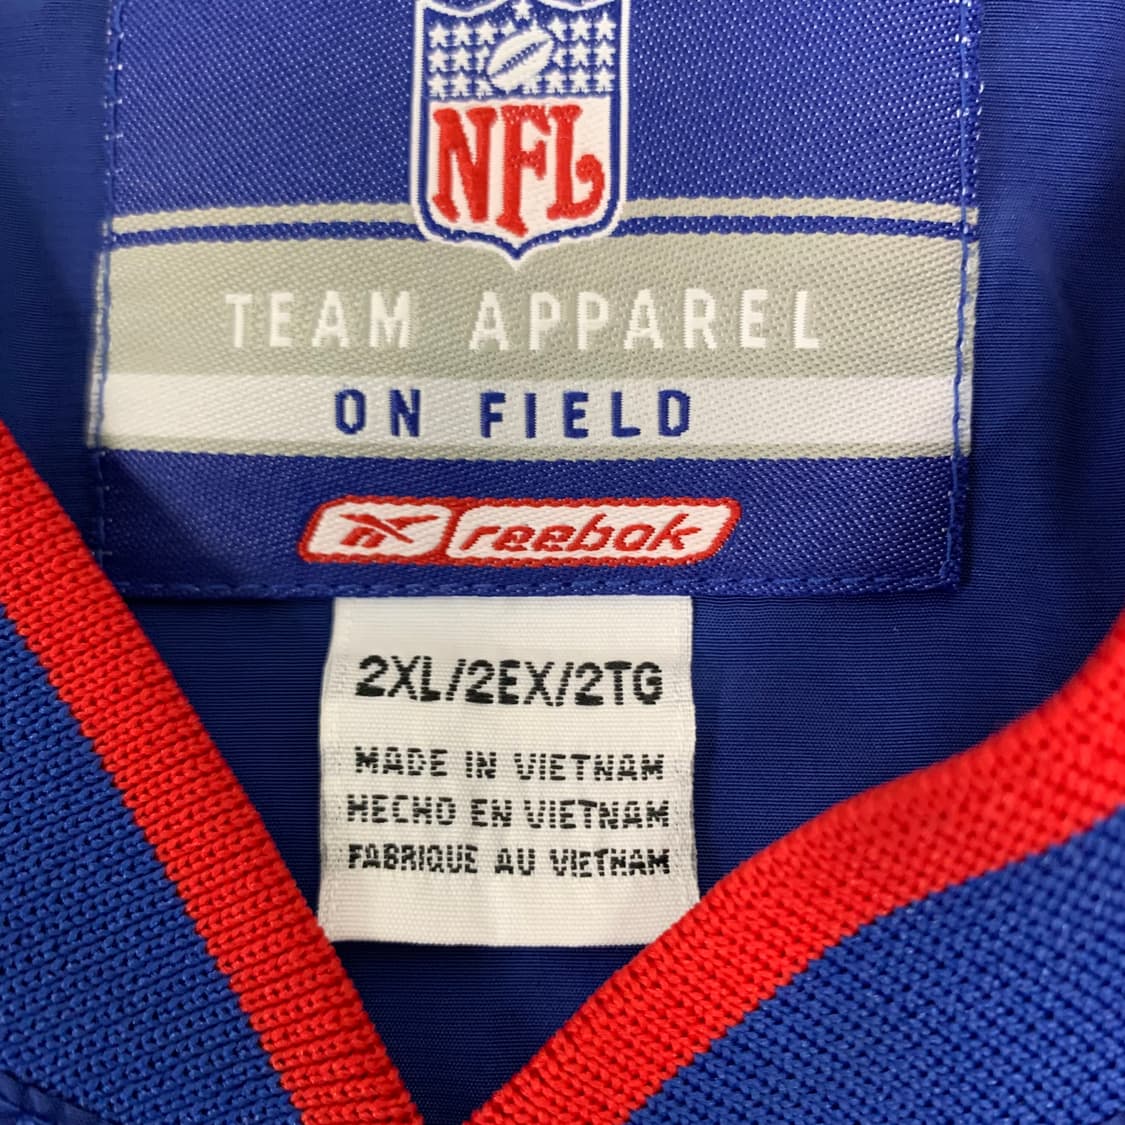 NFL
TEAM APPAREL
ON FIELD
reebok
2XL/2EX/2TG
MADE IN VIETNAM
HECHO EN VIETNAM
FABRIQUE AU VIETNAM